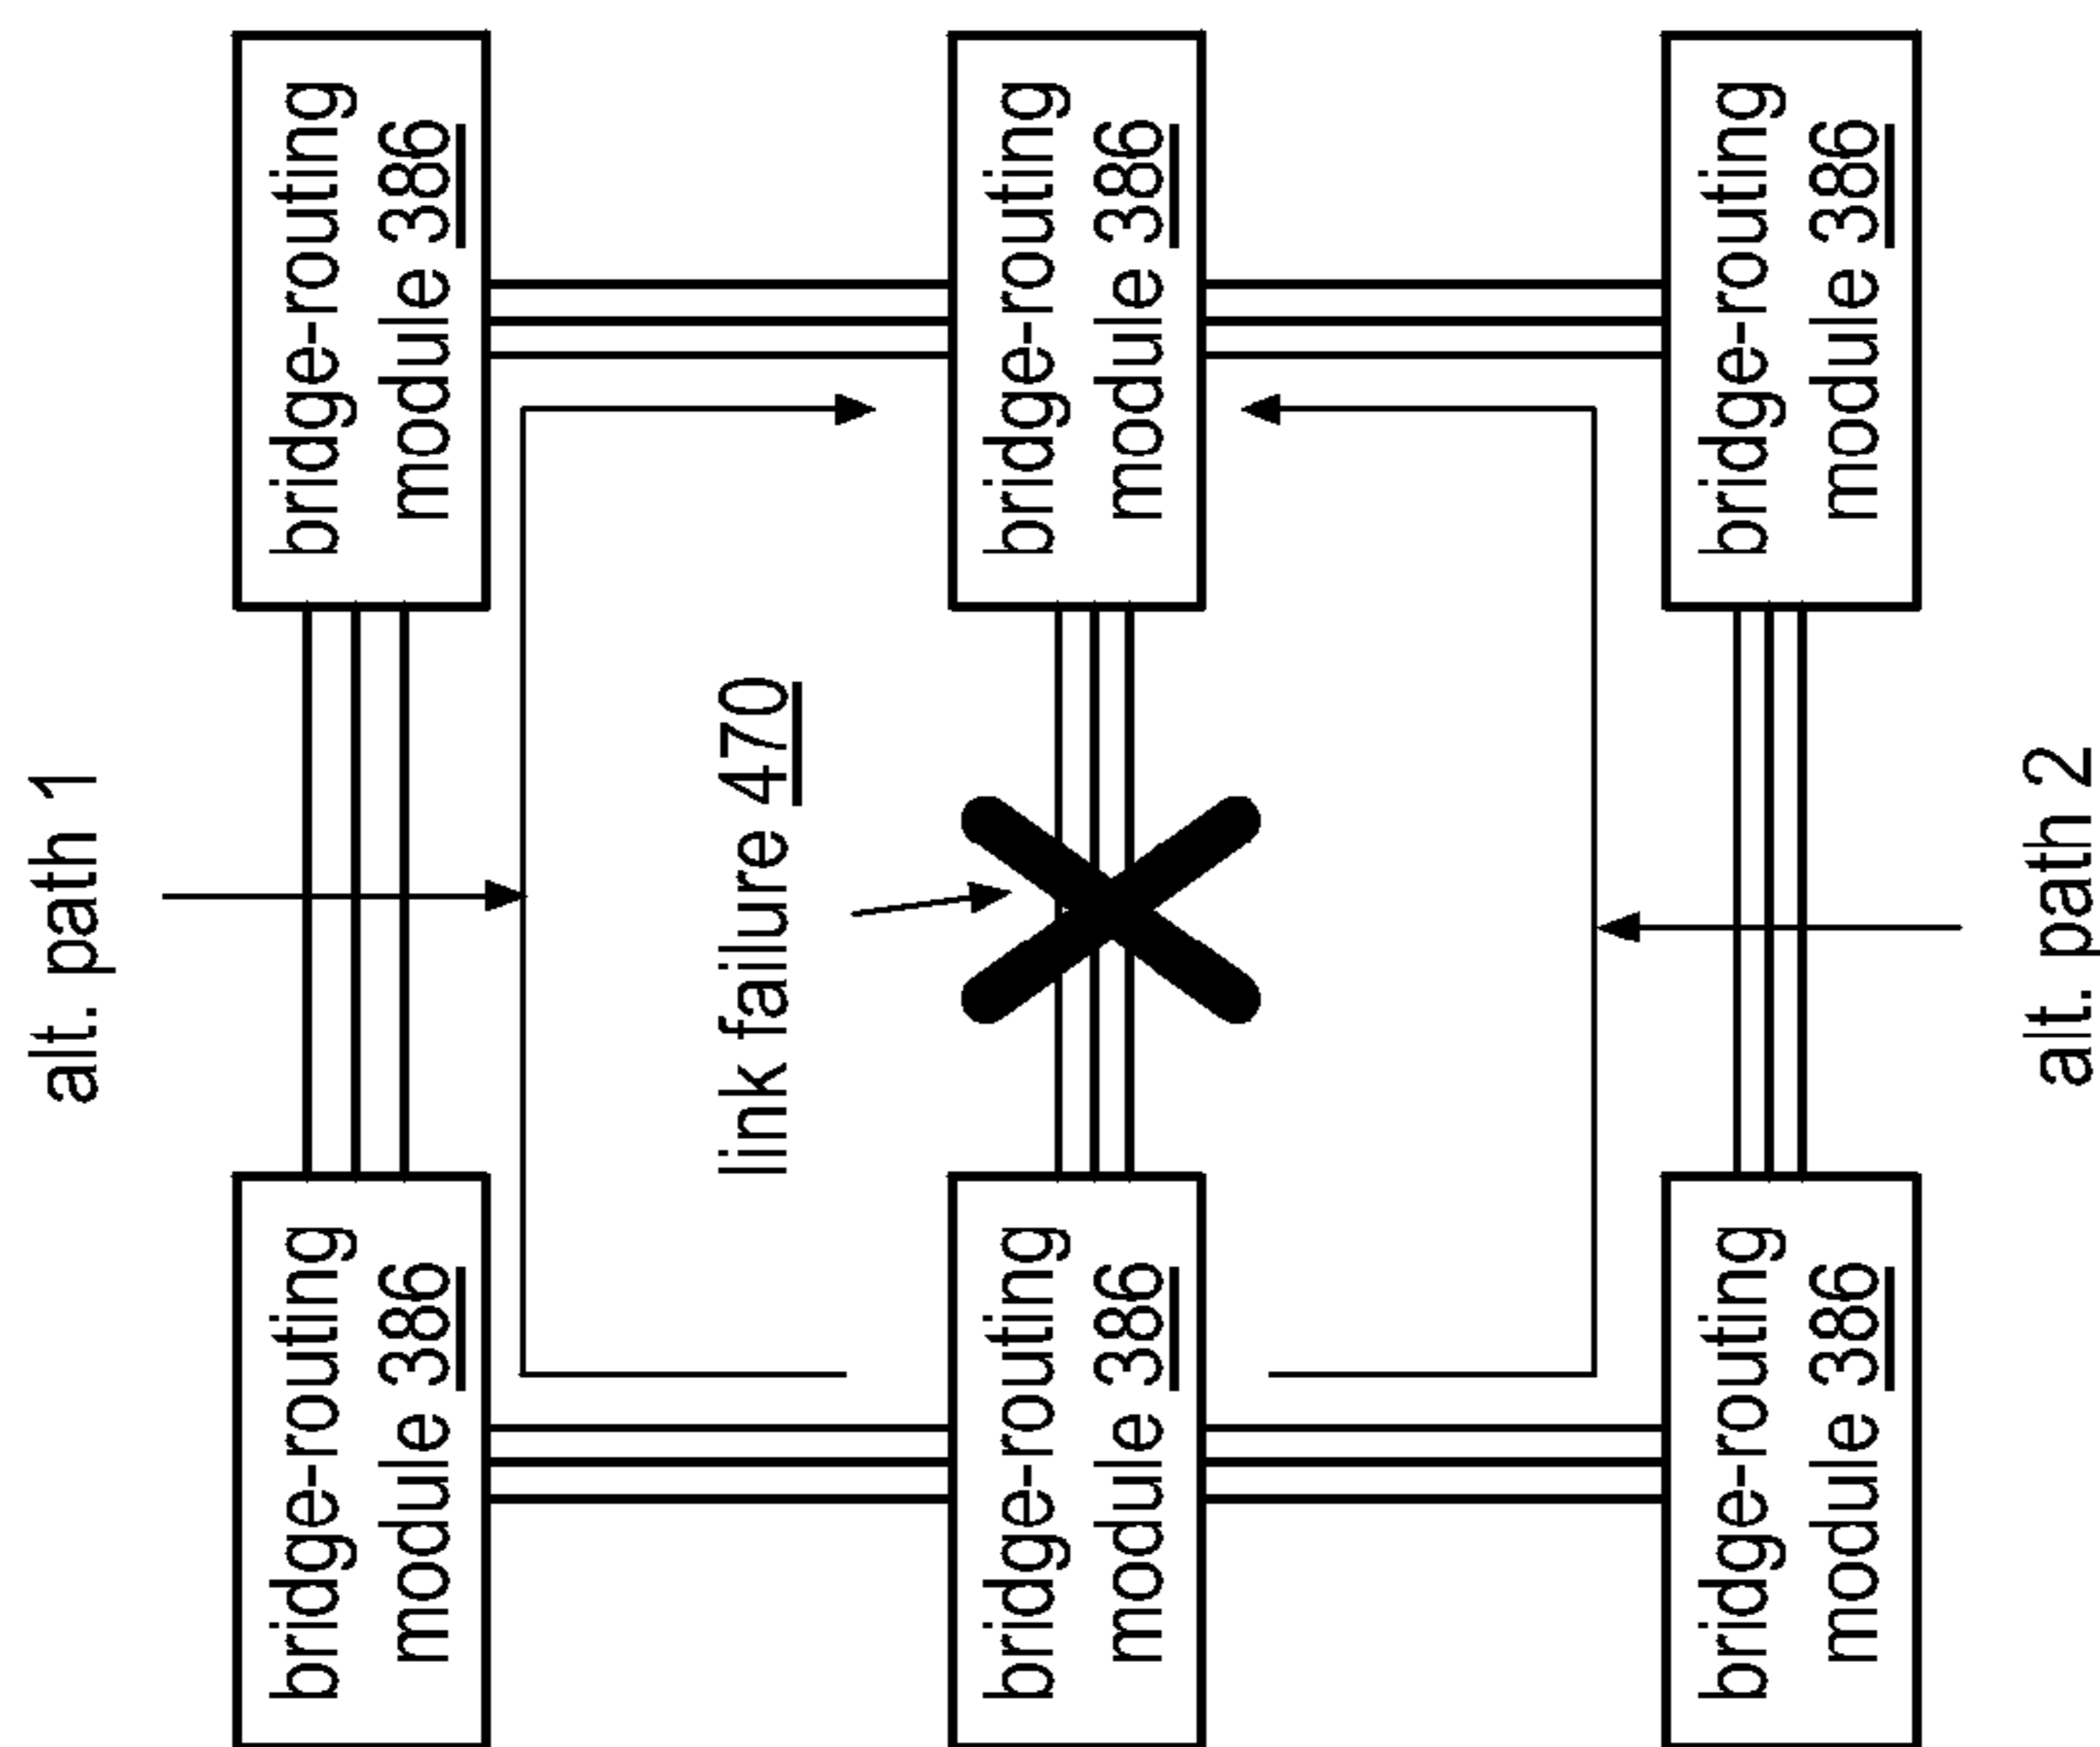 alt. path 1
bridge-routing
module 386
bridge-routing
module 386
link failure 470
bridge-routing
module 386
bridge-routing
module 386
bridge-routing
module 386
bridge-routing
module 386
alt. path 2